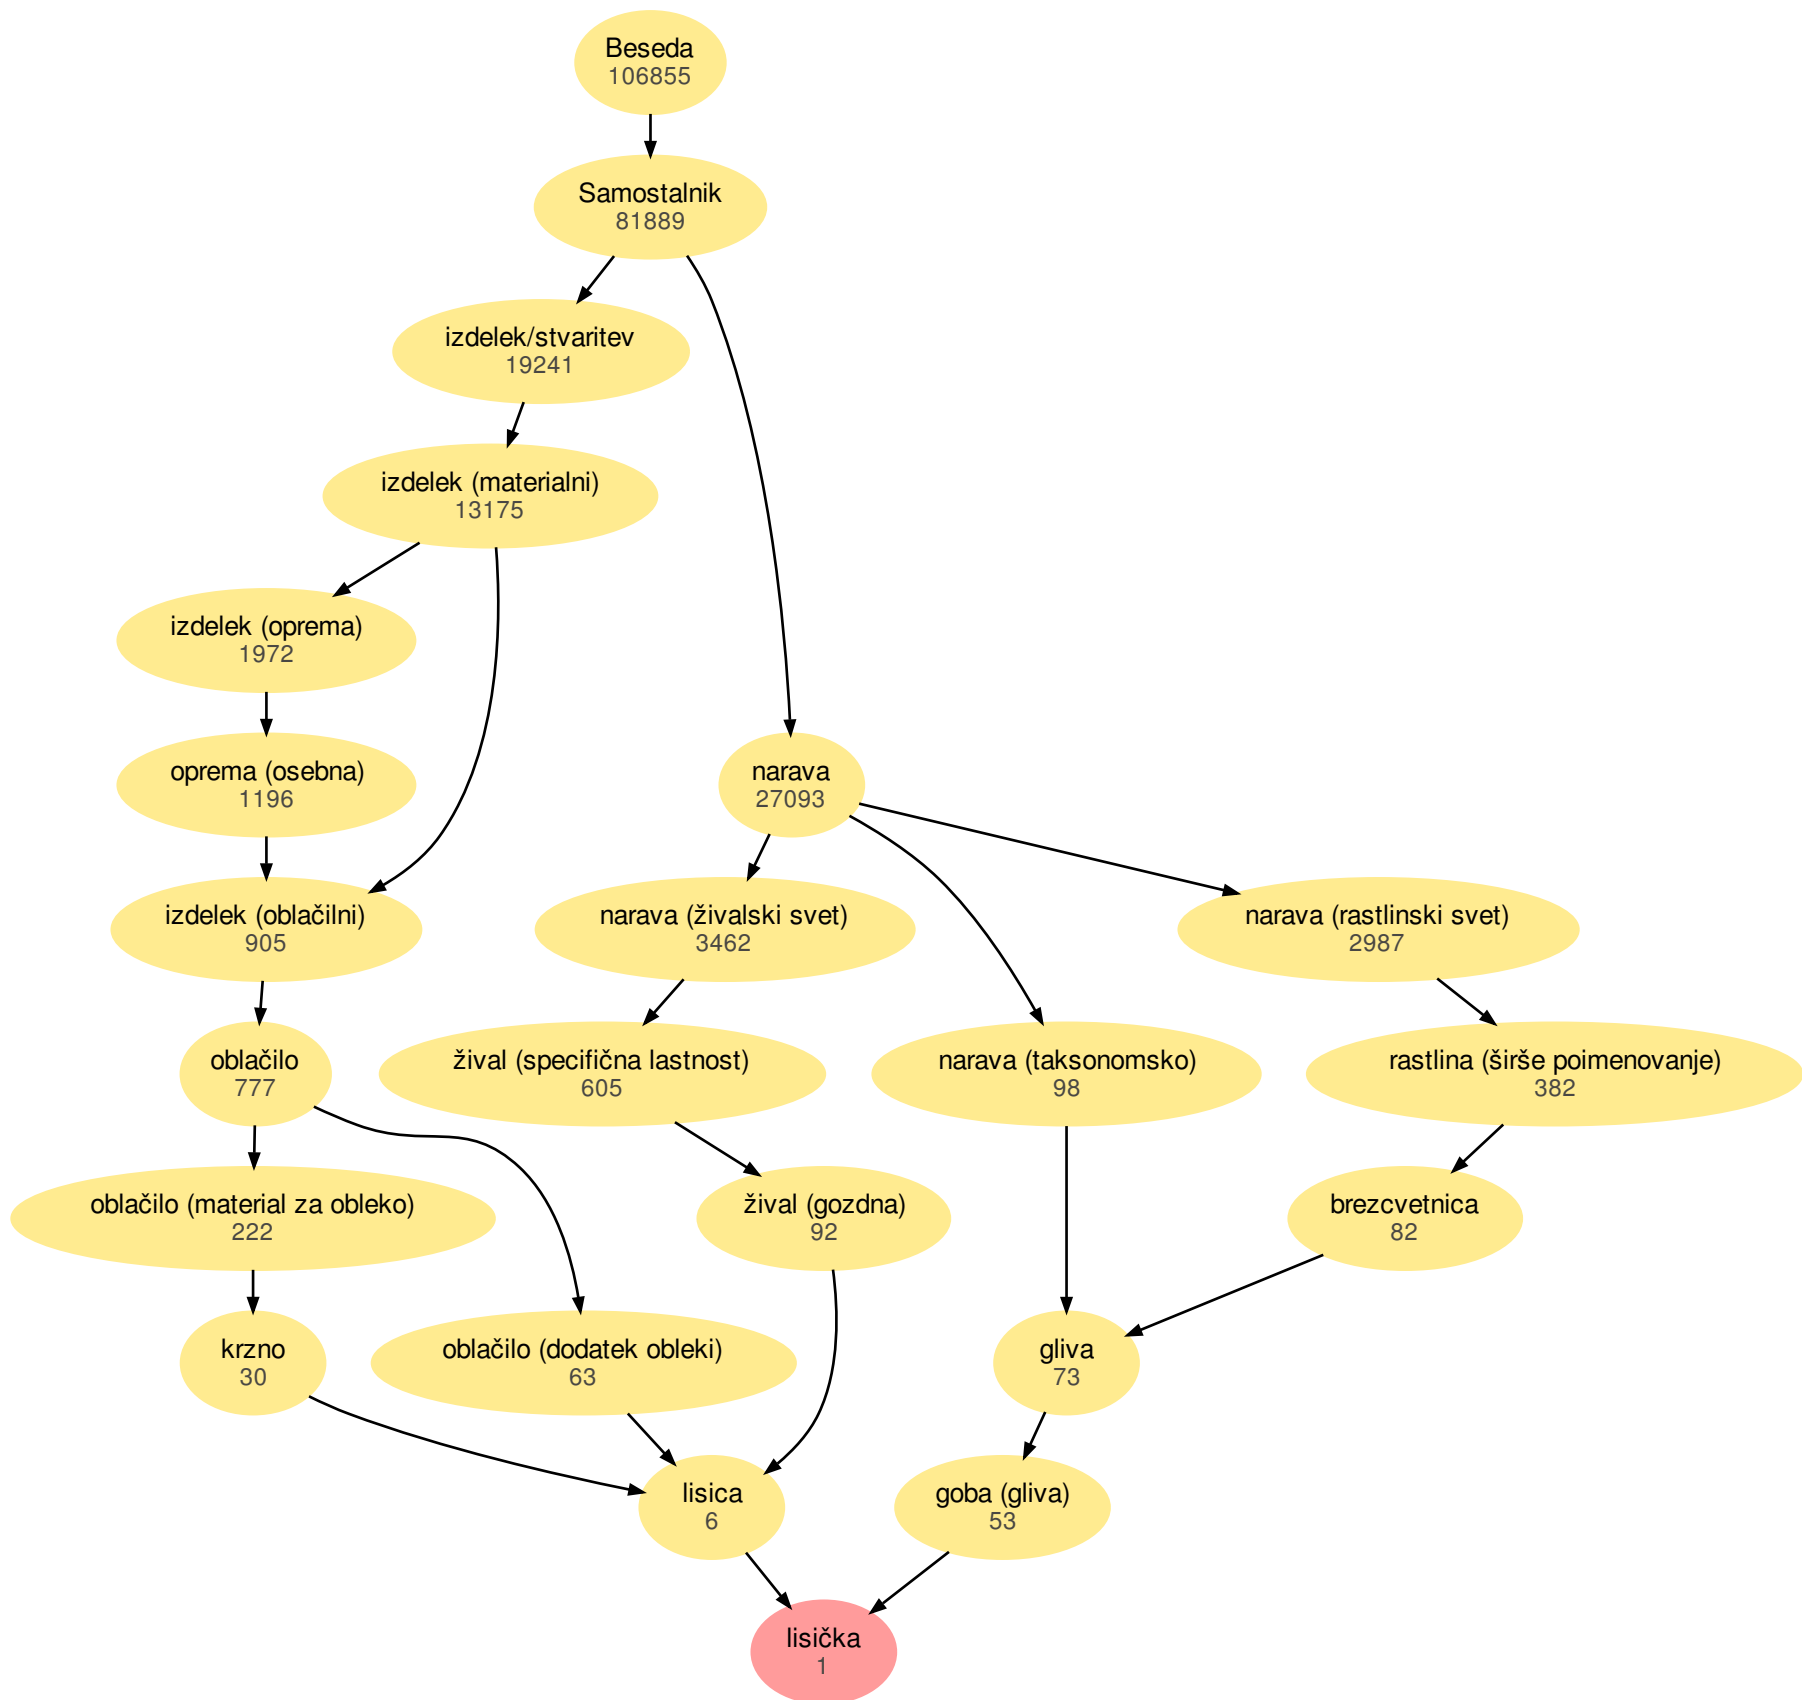 Beseda
106855
Samostalnik
81889
izdelek/stvaritev
19241
izdelek (materialni)
13175
izdelek (oprema)
1972
oprema (osebna)
1196
narava
27093
izdelek (oblačilni)
905
narava (živalski svet)
3462
narava (rastlinski svet)
2987
oblačilo
777
žival (specifična lastnost)
605
narava (taksonomsko)
98
rastlina (širše poimenovanje)
382
oblačilo (material za obleko)
222
žival (gozdna)
92
brezcvetnica
82
krzno
30
oblačilo (dodatek obleki)
63
gliva
73
lisica
6
goba (gliva)
53
lisička
1